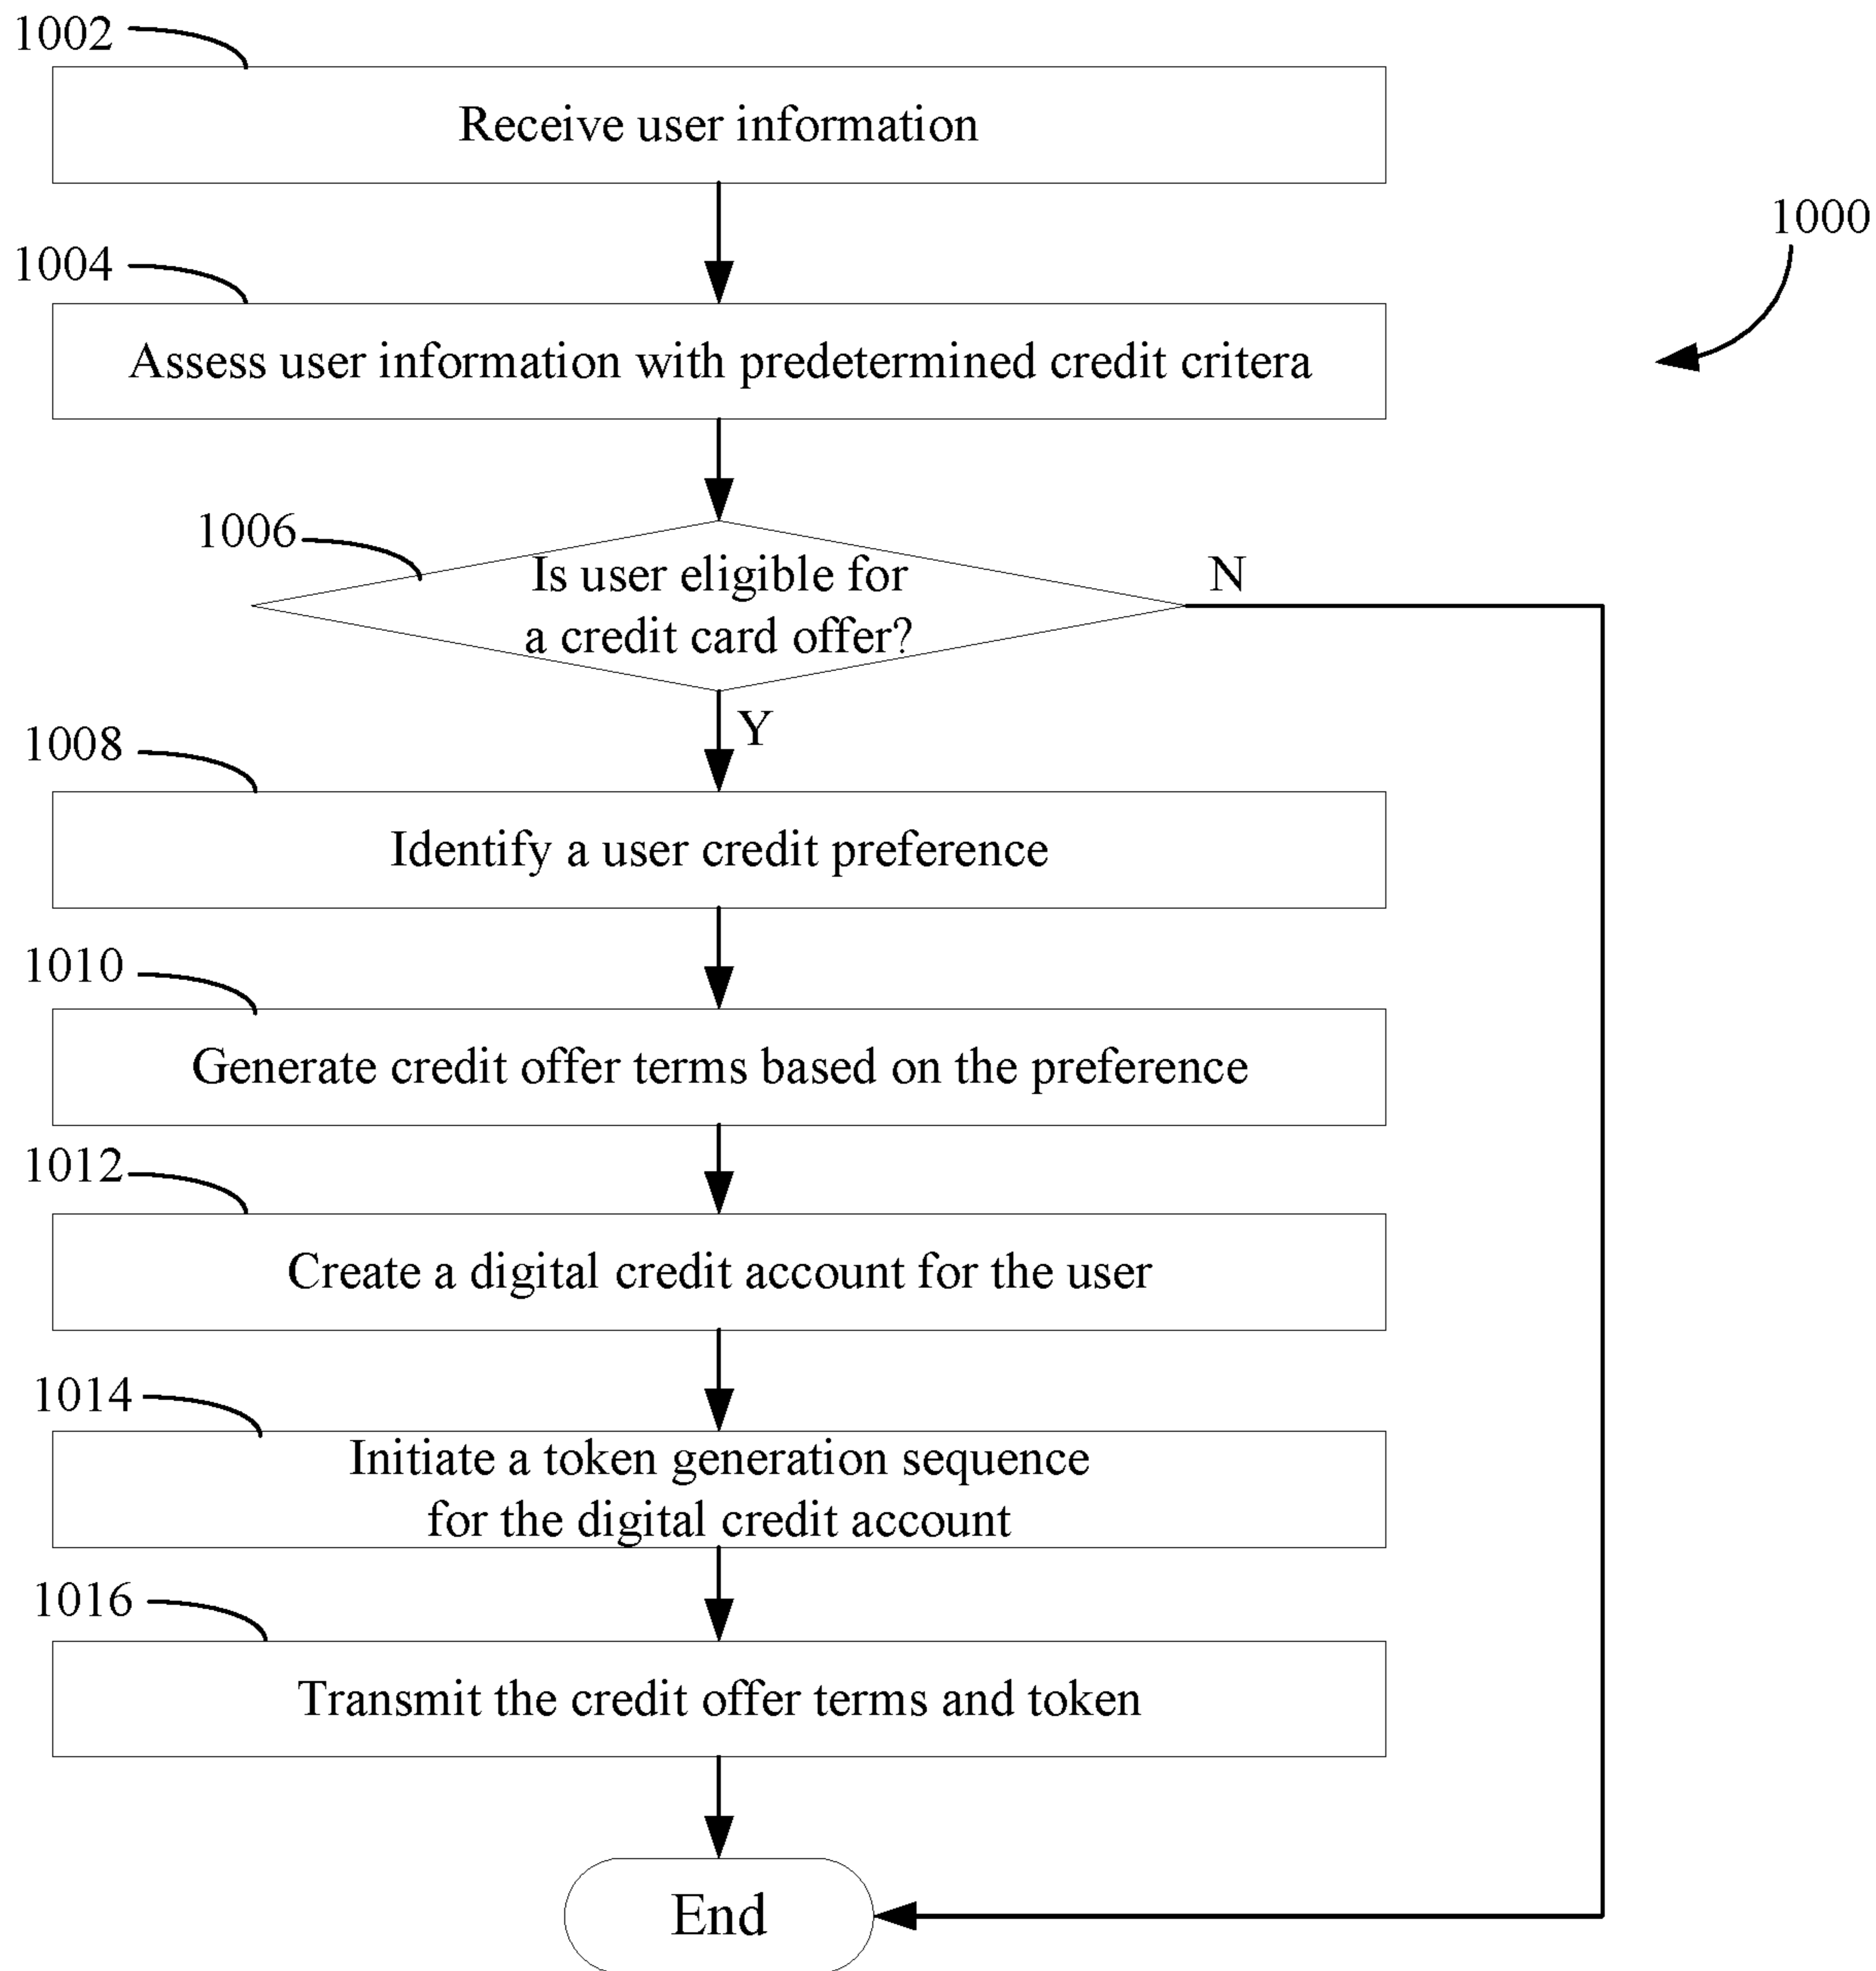 1002
Receive user information
1000
1004
Assess user information with predetermined credit critera
1006
Is user eligible for
a credit card offer?
N
Y
1008
Identify a user credit preference
1010
Generate credit offer terms based on the preference
1012
Create a digital credit account for the user
1014
Initiate a token generation sequence
for the digital credit account
1016
Transmit the credit offer terms and token
End